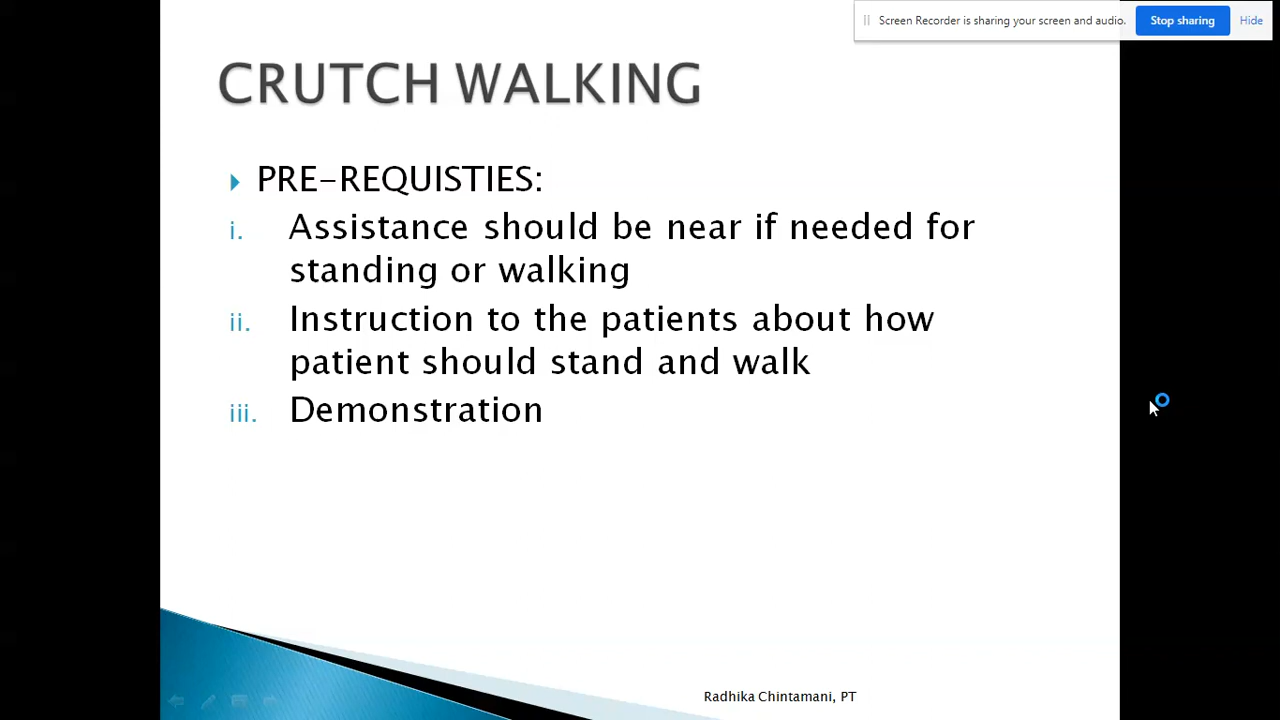 Screen Recorder is sharing your screen and audio. Stop sharing Hide
CRUTCH WALKING
PRE-REQUISTIES:
i. Assistance should be near if needed for
standing or walking
ii. Instruction to the patients about how
patient should stand and walk
iii. Demonstration
Radhika Chintamani, PT